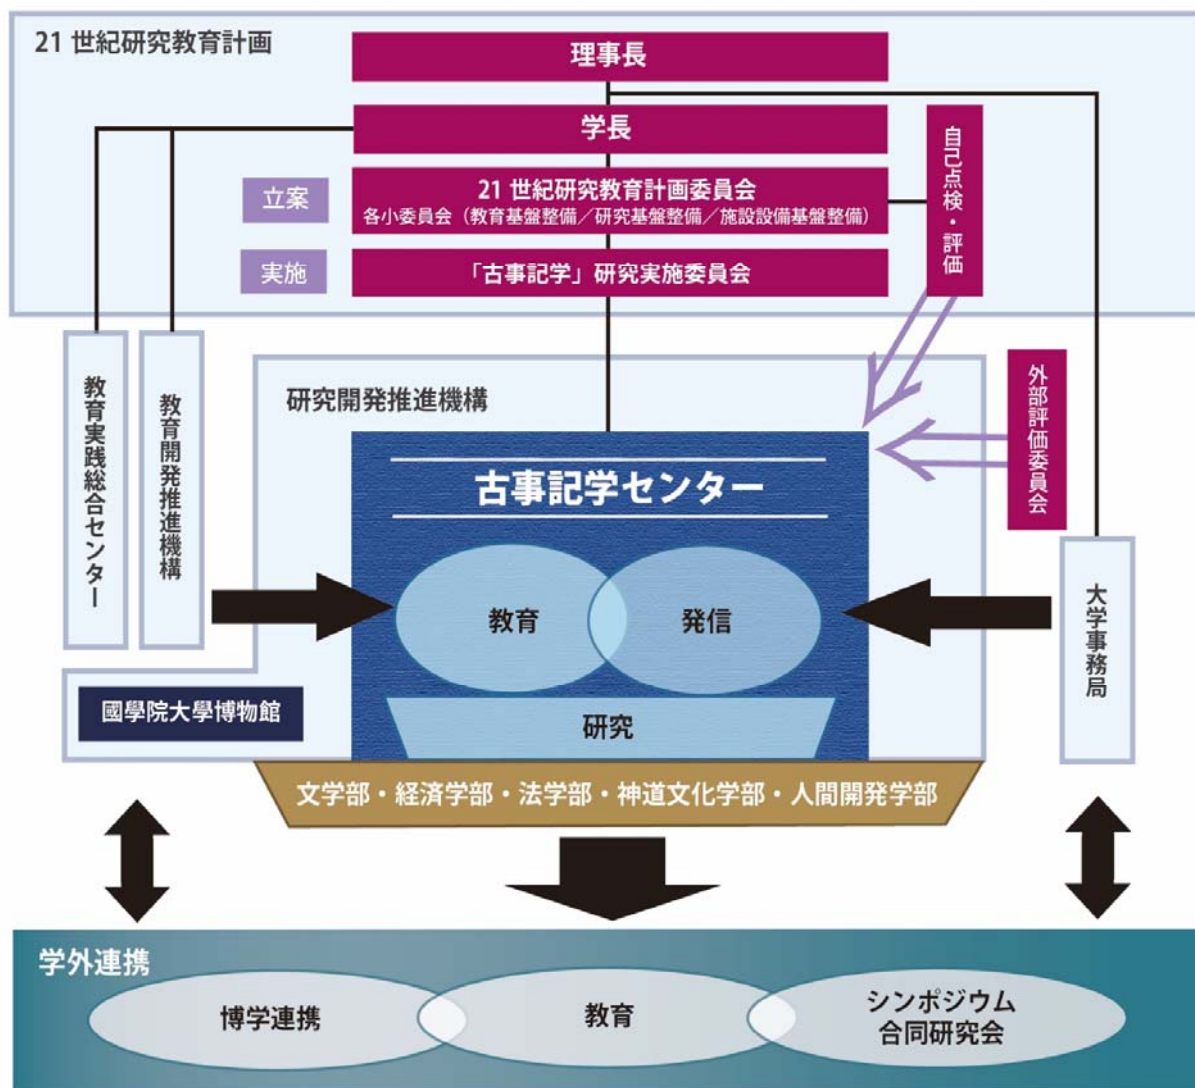 21 世紀研究教育計画
理事長
学長
立案
21 世紀研究教育計画委員会
各小委員会（教育基盤整備／研究基盤整備／施設設備基盤整備）
実施
「古事記学」研究実施委員会
自己点検・評価
教育実践総合センター
教育開発推進機構
研究開発推進機構
外部評価委員会
古事記学センター
教育
発信
研究
大学事務局
國學院大學博物館
文学部・経済学部・法学部・神道文化学部・人間開発学部
学外連携
博学連携
教育
シンポジウム
合同研究会